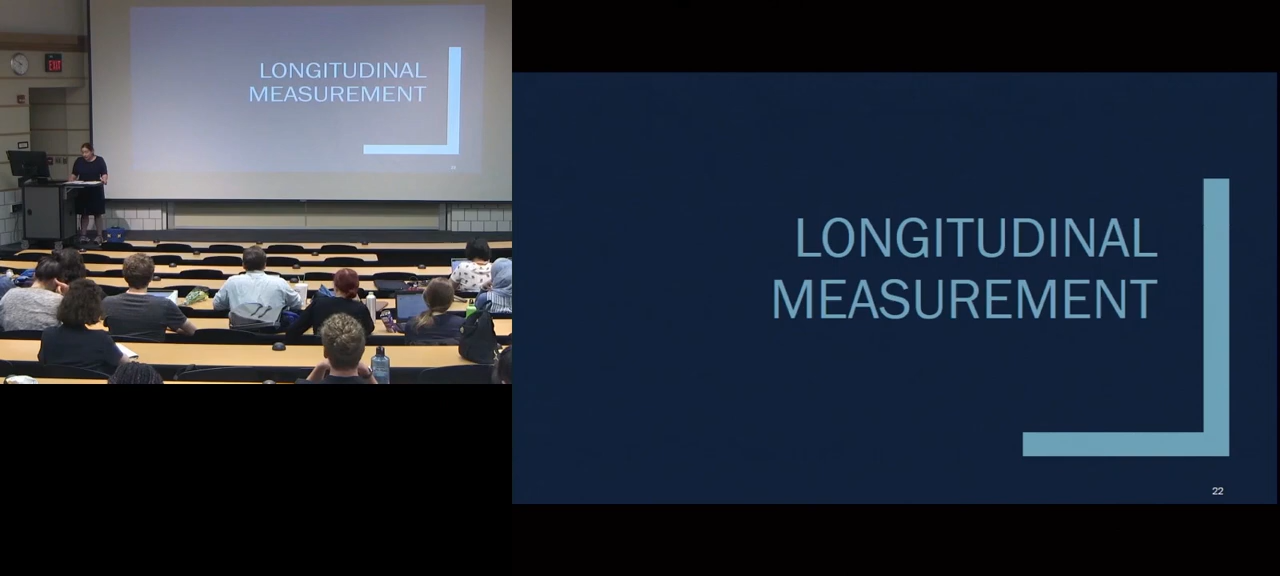 EXIT
LONGITUDINAL
MEASUREMENT
LONGITUDINAL
MEASUREMENT
22